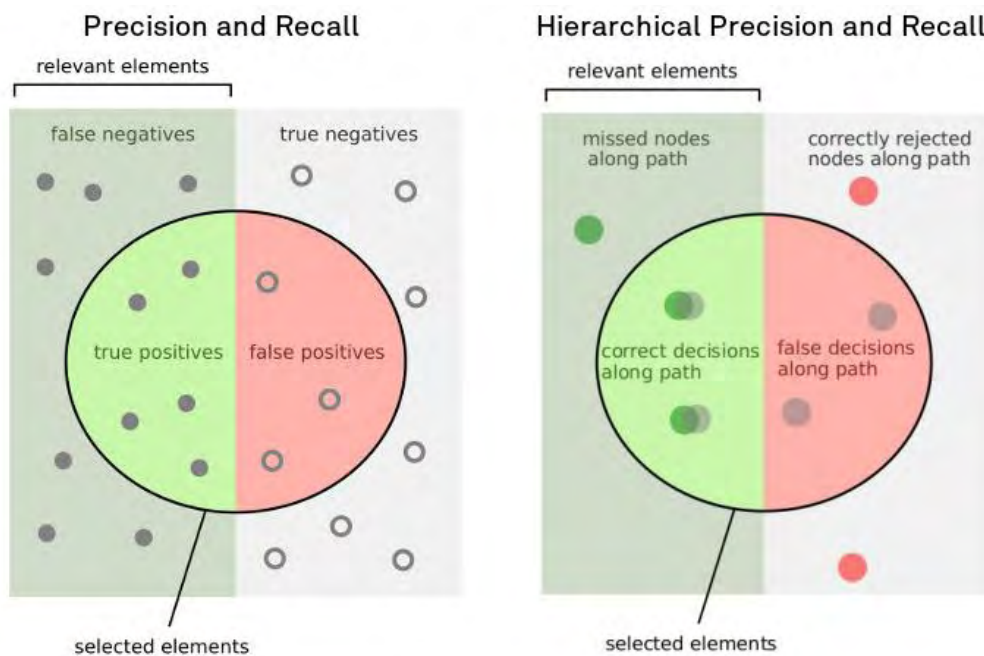 Precision and Recall
relevant elements
false negatives
true negatives
true positives
false positives
selected elements
Hierarchical Precision and Recall
relevant elements
missed nodes
along path
correctly rejected
nodes along path
correct decisions
along path
false decisions
along path
selected elements